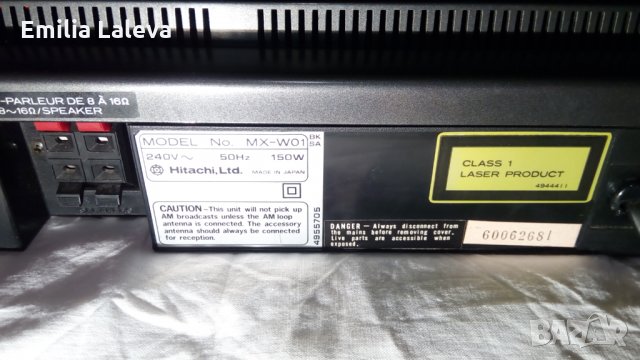 Emilia Laleva
-PARLEUR DE 8 À 16Ω
8~16Ω/SPEAKER
MODEL No. MX-W01
BK
SA
240V~ 50Hz 150W
Hitachi, Ltd. MADE IN JAPAN
CAUTION - This unit will not pick up
AM broadcasts unless the AM loop
antenna is connected. The accessory
antenna should always be connected
for reception.
4955705
DANGER - Always disconnect from
the mains before removing cover.
Live parts are accessible when
exposed.
CLASS 1
LASER PRODUCT
4944411
60062681
BAZAR